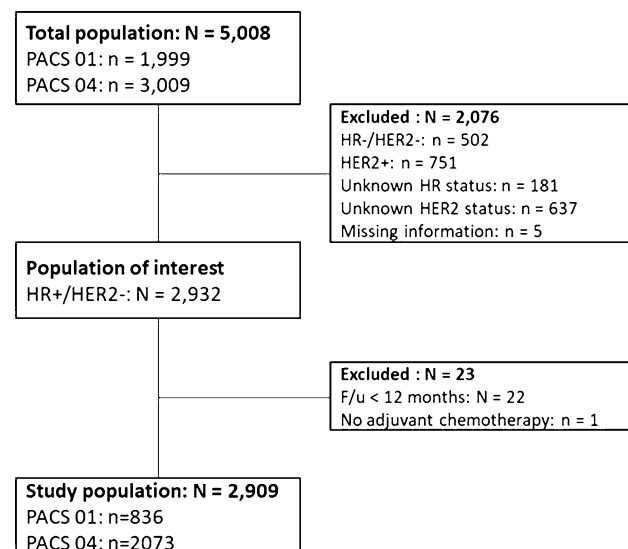 Total population: N = 5,008
PACS 01: n = 1,999
PACS 04: n = 3,009
Excluded : N = 2,076
HR-/HER2-: n = 502
HER2+: n = 751
Unknown HR status: n = 181
Unknown HER2 status: n = 637
Missing information: n = 5
Population of interest
HR+/HER2-: N = 2,932
Excluded : N = 23
F/u < 12 months: N = 22
No adjuvant chemotherapy: n = 1
Study population: N = 2,909
PACS 01: n=836
PACS 04: n=2073